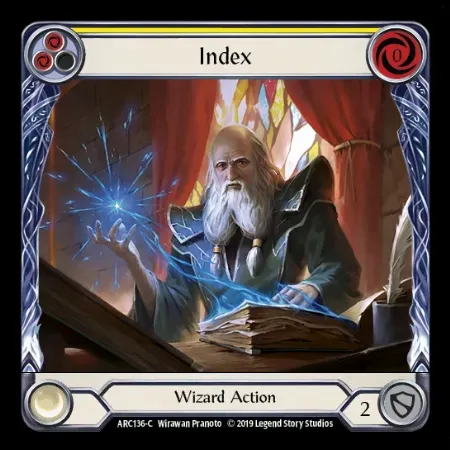 0
Index
Wizard Action
2
ARC136-C Wirawan Pranoto © 2019 Legend Story Studios